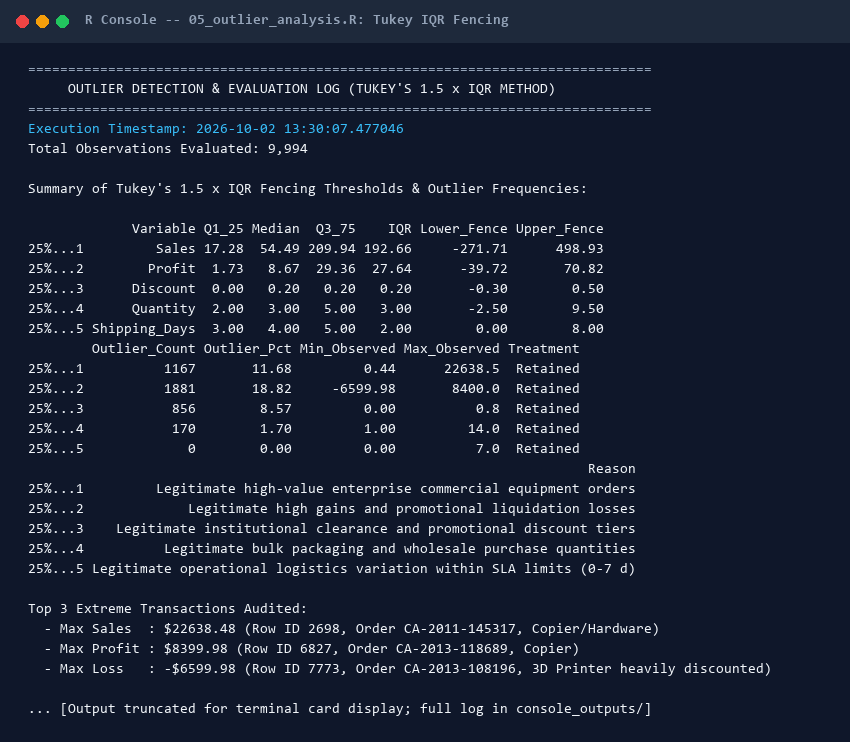 R Console -- 05_outlier_analysis.R: Tukey IQR Fencing
==============================================================================
     OUTLIER DETECTION & EVALUATION LOG (TUKEY'S 1.5 x IQR METHOD)
==============================================================================
Execution Timestamp: 2026-10-02 13:30:07.477046
Total Observations Evaluated: 9,994

Summary of Tukey's 1.5 x IQR Fencing Thresholds & Outlier Frequencies:

             Variable Q1_25 Median  Q3_75    IQR Lower_Fence Upper_Fence
25%...1         Sales 17.28  54.49 209.94 192.66     -271.71      498.93
25%...2        Profit  1.73   8.67  29.36  27.64      -39.72       70.82
25%...3      Discount  0.00   0.20   0.20   0.20       -0.30        0.50
25%...4      Quantity  2.00   3.00   5.00   3.00       -2.50        9.50
25%...5 Shipping_Days  3.00   4.00   5.00   2.00        0.00        8.00
        Outlier_Count Outlier_Pct Min_Observed Max_Observed Treatment
25%...1          1167       11.68         0.44      22638.5  Retained
25%...2          1881       18.82     -6599.98       8400.0  Retained
25%...3           856        8.57         0.00          0.8  Retained
25%...4           170        1.70         1.00         14.0  Retained
25%...5             0        0.00         0.00          7.0  Retained
                                                                      Reason
25%...1         Legitimate high-value enterprise commercial equipment orders
25%...2             Legitimate high gains and promotional liquidation losses
25%...3    Legitimate institutional clearance and promotional discount tiers
25%...4          Legitimate bulk packaging and wholesale purchase quantities
25%...5 Legitimate operational logistics variation within SLA limits (0-7 d)

Top 3 Extreme Transactions Audited:
  - Max Sales  : $22638.48 (Row ID 2698, Order CA-2011-145317, Copier/Hardware)
  - Max Profit : $8399.98 (Row ID 6827, Order CA-2013-118689, Copier)
  - Max Loss   : -$6599.98 (Row ID 7773, Order CA-2013-108196, 3D Printer heavily discounted)

... [Output truncated for terminal card display; full log in console_outputs/]